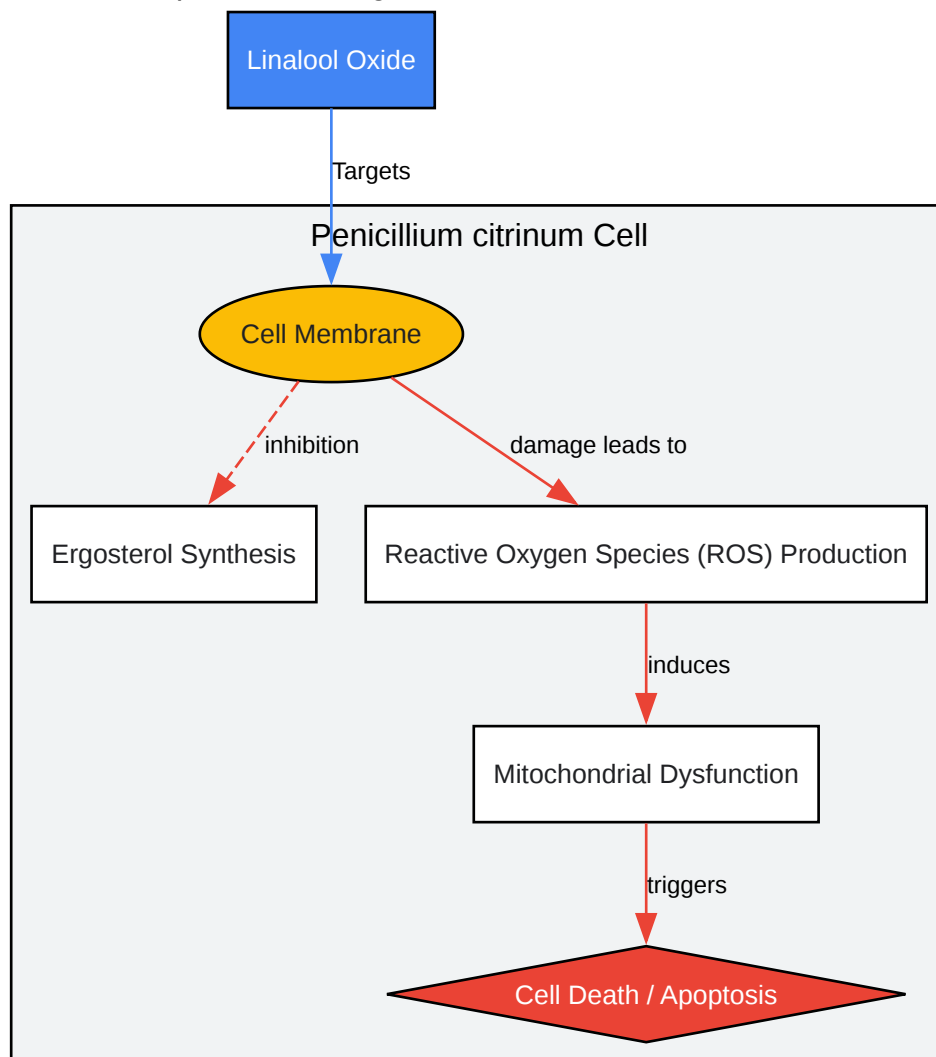 Linalool Oxide
Targets
Penicillium citrinum Cell
Cell Membrane
inhibition
damage leads to
Ergosterol Synthesis
Reactive Oxygen Species (ROS) Production
induces
Mitochondrial Dysfunction
triggers
Cell Death / Apoptosis